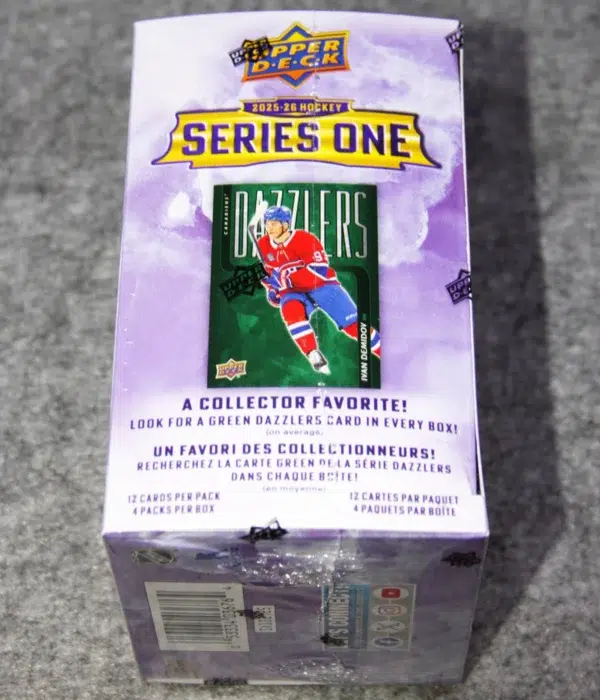 UPPER
D·E·C·K
2025-26 HOCKEY
SERIES ONE
CANADIENS
DAZZLERS
IVAN DEMIDOV
A COLLECTOR FAVORITE!
LOOK FOR A GREEN DAZZLERS CARD IN EVERY BOX!
(on average)
UN FAVORI DES COLLECTIONNEURS!
RECHERCHEZ LA CARTE GREEN DE LA SÉRIE DAZZLERS
DANS CHAQUE BOÎTE!
(en moyenne)
12 CARDS PER PACK
4 PACKS PER BOX
12 CARTES PAR PAQUET
4 PAQUETS PAR BOÎTE